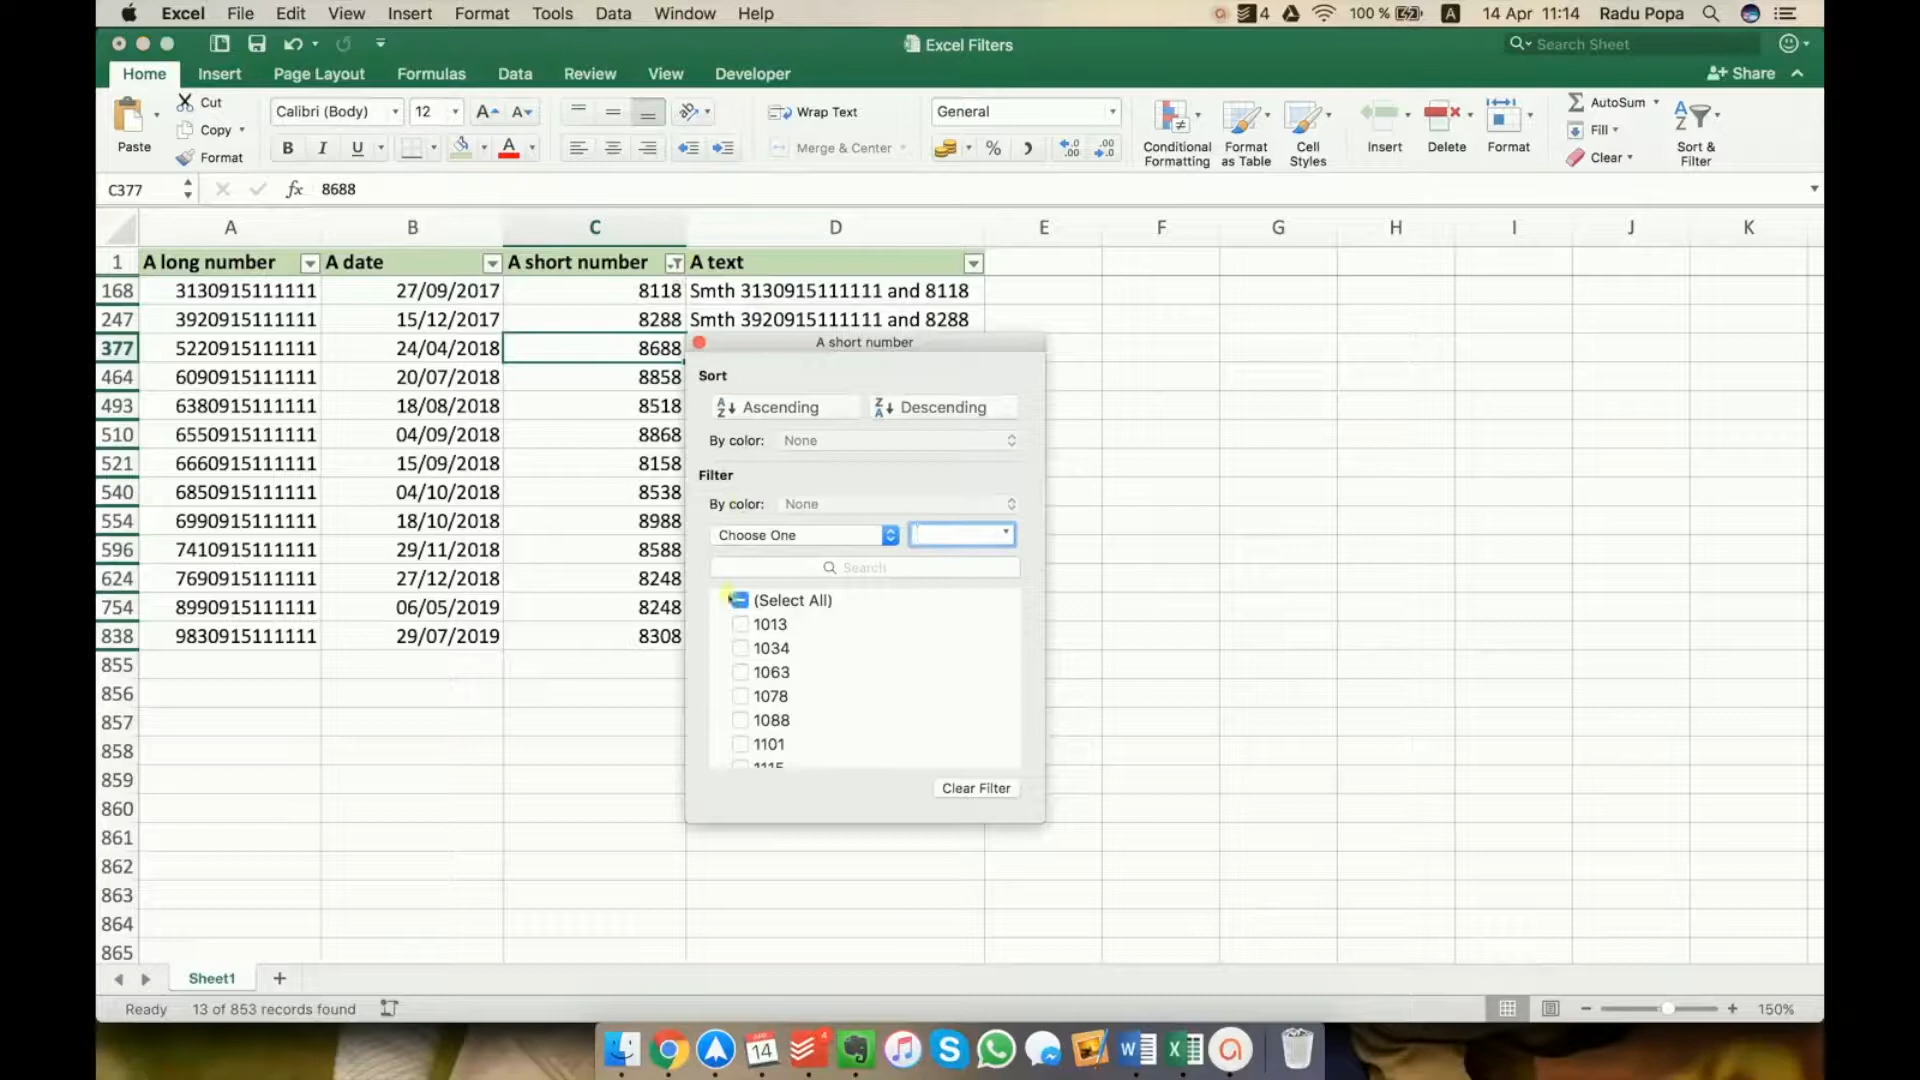 Excel File Edit View Insert Format Tools Data Window Help 4 100 % A 14 Apr 11:14 Radu Popa
Excel Filters
Search Sheet
Home Insert Page Layout Formulas Data Review View Developer Share
Paste
Cut
Copy
Format
Calibri (Body) 12 A A
B I U A
Wrap Text
Merge & Center
General
%
Conditional Formatting
Format as Table
Cell Styles
Insert
Delete
Format
AutoSum
Fill
Clear
Sort & Filter
C377 fx 8688
A B C D E F G H I J K
1 A long number A date A short number A text
168 3130915111111 27/09/2017 8118 Smth 3130915111111 and 8118
247 3920915111111 15/12/2017 8288 Smth 3920915111111 and 8288
377 5220915111111 24/04/2018 8688
464 6090915111111 20/07/2018 8858
493 6380915111111 18/08/2018 8518
510 6550915111111 04/09/2018 8868
521 6660915111111 15/09/2018 8158
540 6850915111111 04/10/2018 8538
554 6990915111111 18/10/2018 8988
596 7410915111111 29/11/2018 8588
624 7690915111111 27/12/2018 8248
754 8990915111111 06/05/2019 8248
838 9830915111111 29/07/2019 8308
855
856
857
858
859
860
861
862
863
864
865
A short number
Sort
Ascending Descending
By color: None
Filter
By color: None
Choose One
Search
(Select All)
1013
1034
1063
1078
1088
1101
1115
Clear Filter
Sheet1
Ready 13 of 853 records found 150%
APR 14 4 S W X